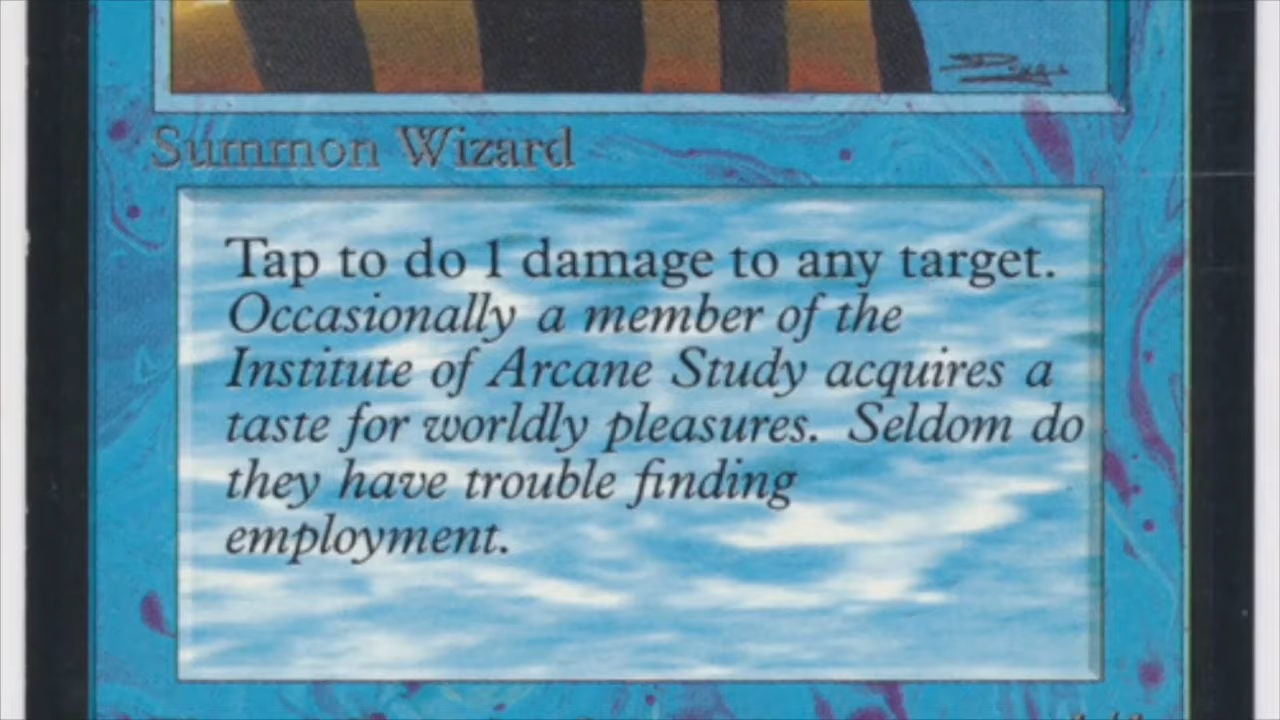 Summon Wizard
Tap to do 1 damage to any target.
Occasionally a member of the
Institute of Arcane Study acquires a
taste for worldly pleasures. Seldom do
they have trouble finding
employment.